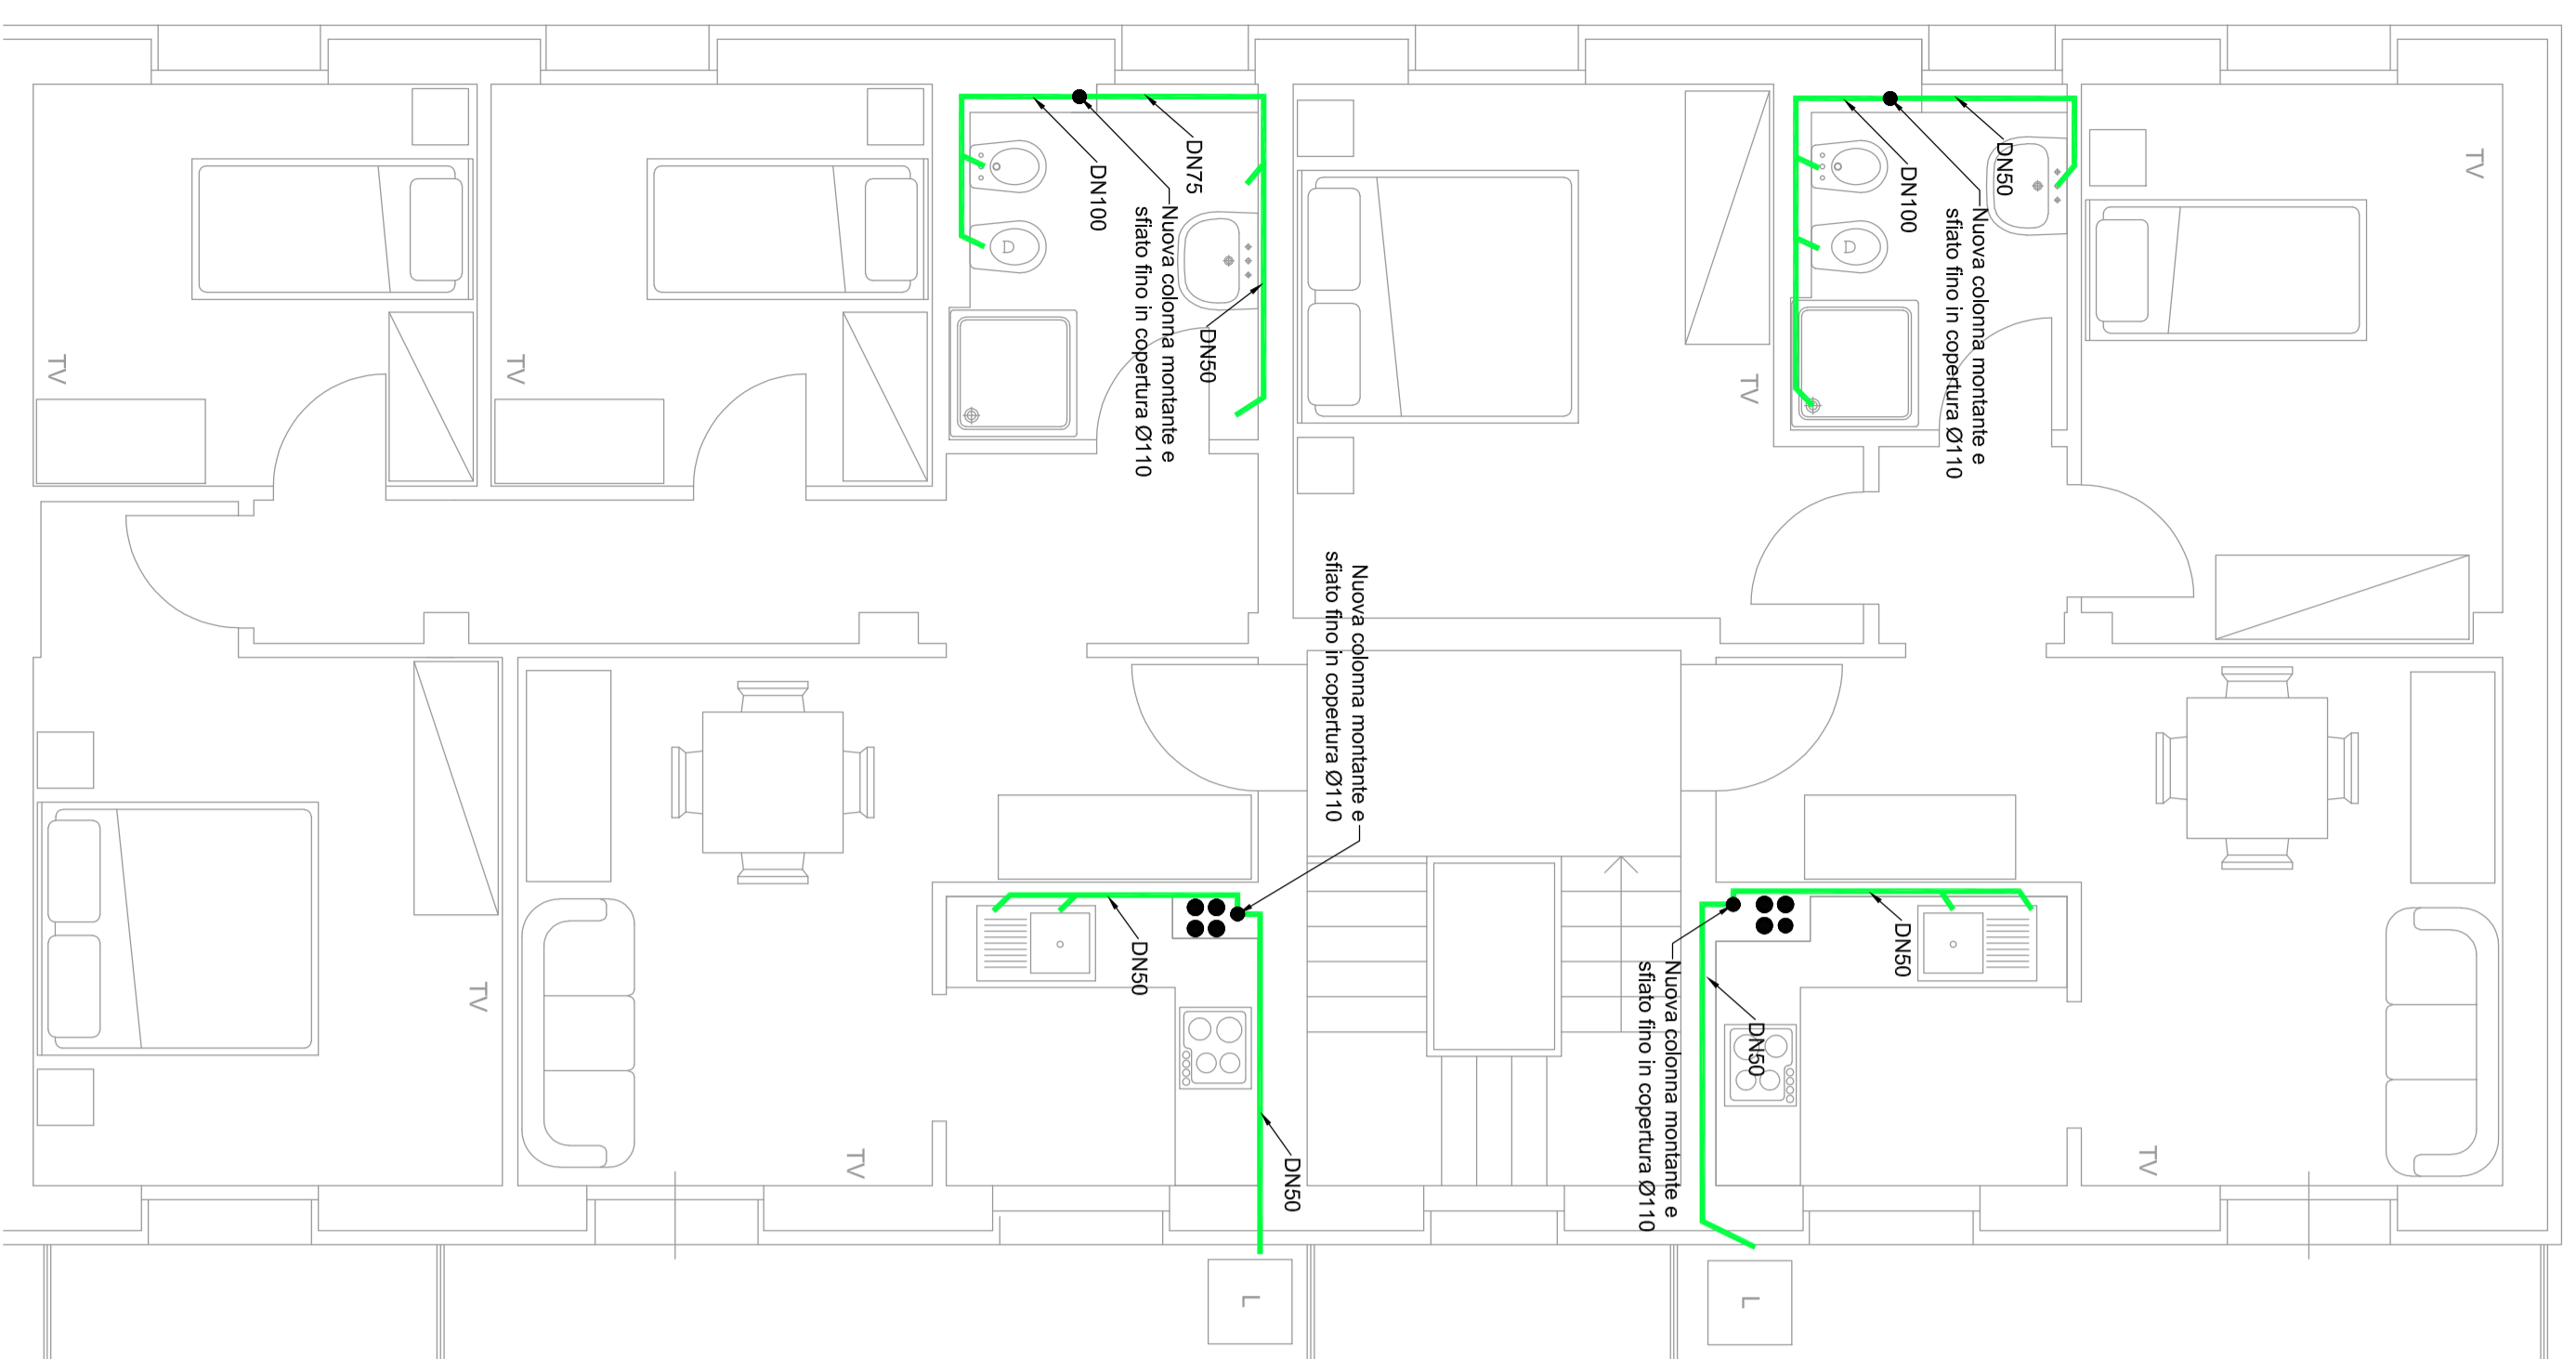 TV
TV
TV
TV
TV
TV
TV
DN75
DN100
Nuova colonna montante e
sfiato fino in copertura Ø110
DN50
DN50
DN100
Nuova colonna montante e
sfiato fino in copertura Ø110
Nuova colonna montante e
sfiato fino in copertura Ø110
DN50
DN50
DN50
DN50
Nuova colonna montante e
sfiato fino in copertura Ø110
L
L